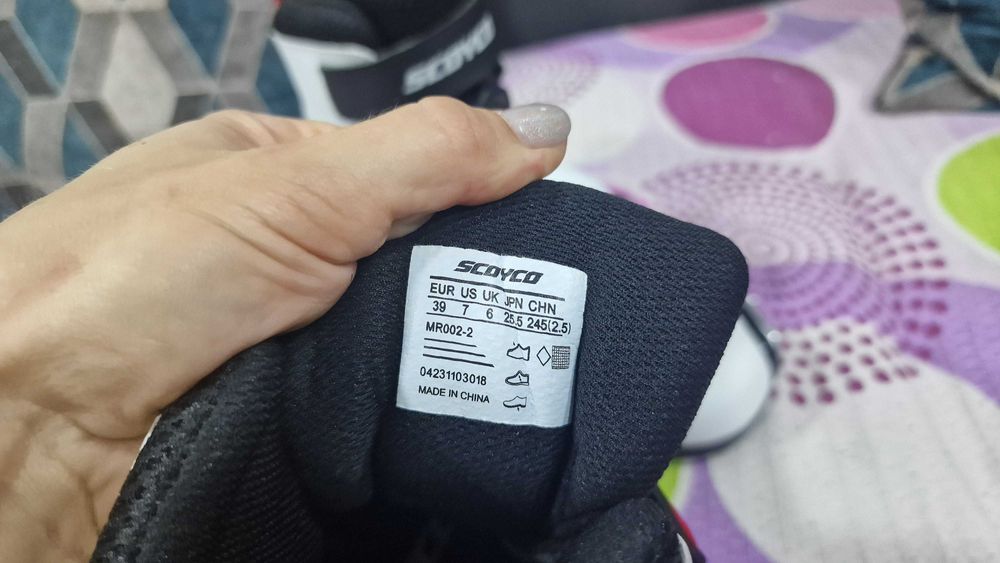 SCOYCO
SCOYCO
EUR US UK JPN CHN
39 7 6 25.5 245(2.5)
MR002-2
04231103018
MADE IN CHINA